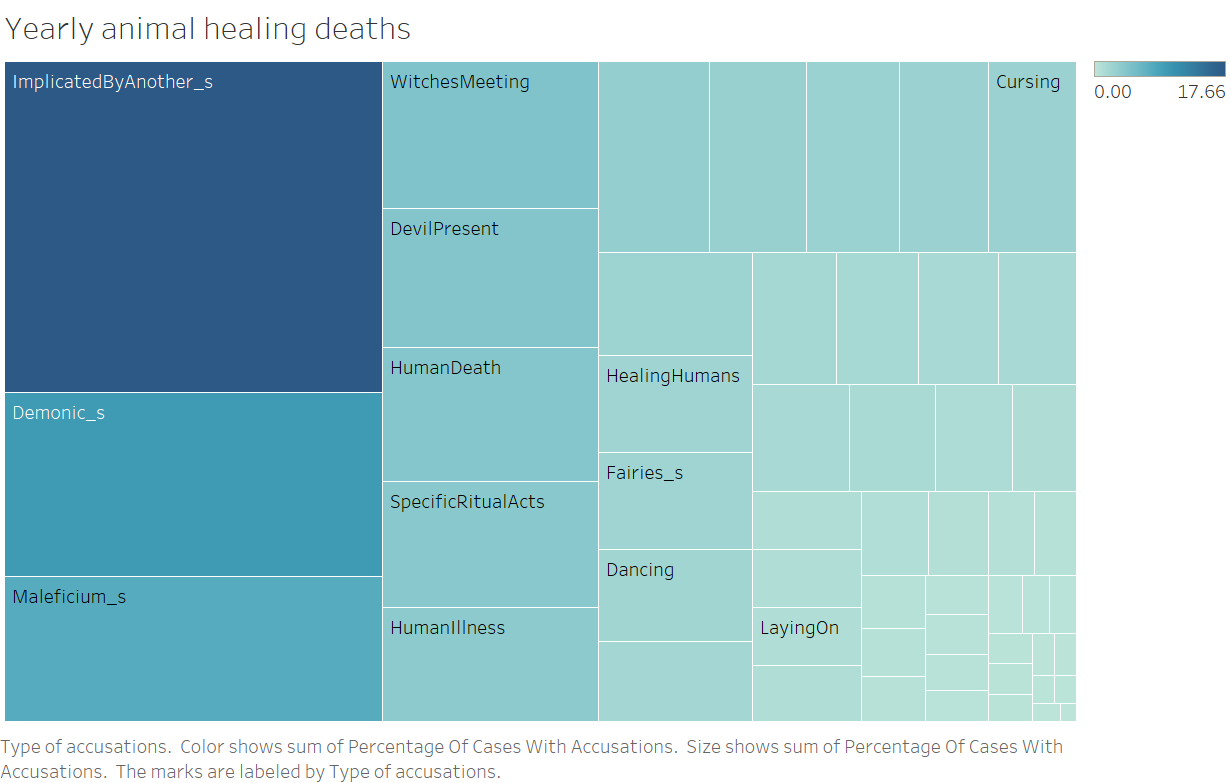 Yearly animal healing deaths
ImplicatedByAnother_s
WitchesMeeting
Cursing
0.00 17.66
DevilPresent
HumanDeath
HealingHumans
Demonic_s
Fairies_s
SpecificRitualActs
Dancing
Maleficium_s
HumanIllness
LayingOn
Type of accusations. Color shows sum of Percentage Of Cases With Accusations. Size shows sum of Percentage Of Cases With
Accusations. The marks are labeled by Type of accusations.